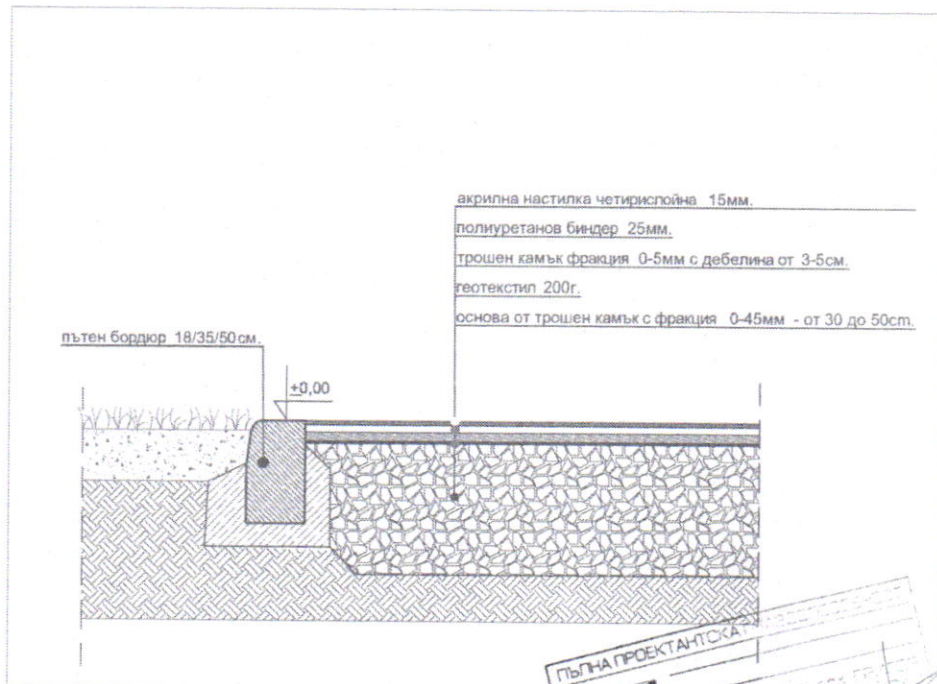 акрилна настилка четирислойна 15мм.
полиуретанов биндер 25мм.
трошен камък фракция 0-5мм с дебелина от 3-5см.
геотекстил 200г.
основа от трошен камък с фракция 0-45мм - от 30 до 50cm.
пътен бордюр 18/35/50см.
±0,00
ПЪЛНА ПРОЕКТАНТСКА